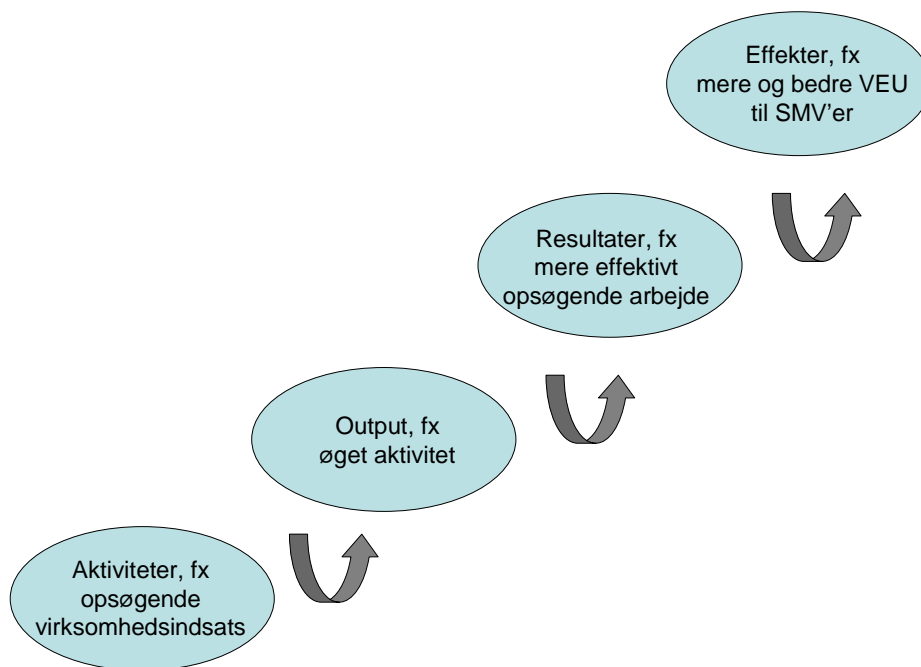 Effekter, fx
mere og bedre VEU
til SMV'er
Resultater, fx
mere effektivt
opsøgende arbejde
Output, fx
øget aktivitet
Aktiviteter, fx
opsøgende
virksomhedsindsats